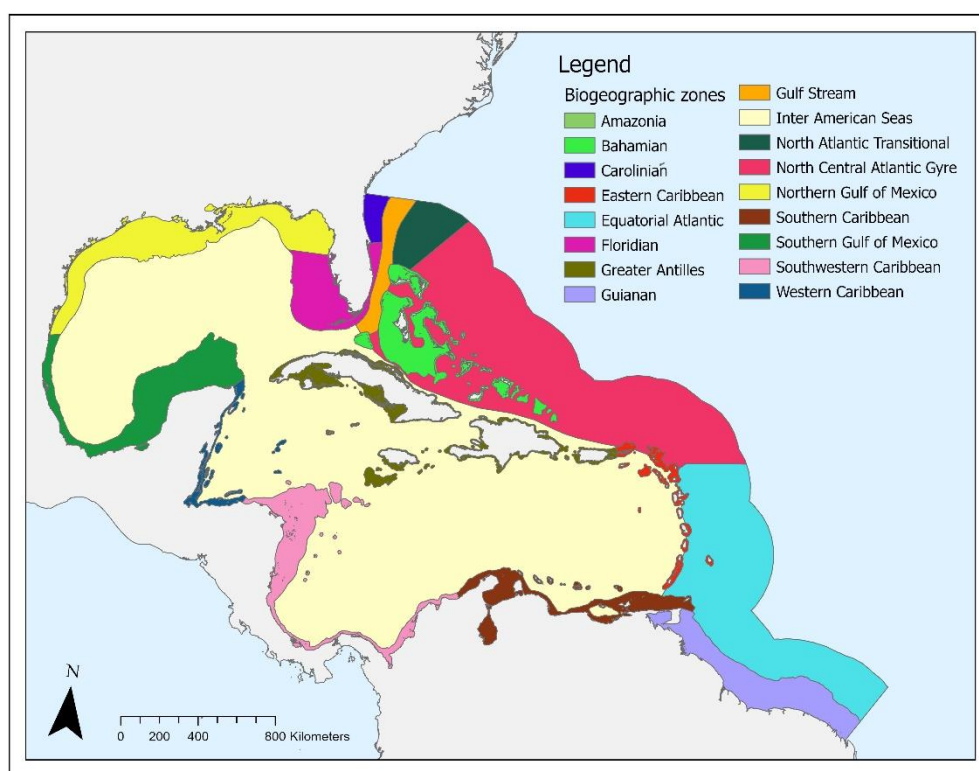 Legend
Biogeographic zones
Amazonia
Bahamian
Carolinian
Eastern Caribbean
Equatorial Atlantic
Floridian
Greater Antilles
Guianan
Gulf Stream
Inter American Seas
North Atlantic Transitional
North Central Atlantic Gyre
Northern Gulf of Mexico
Southern Caribbean
Southern Gulf of Mexico
Southwestern Caribbean
Western Caribbean
N
0 200 400 800 Kilometers